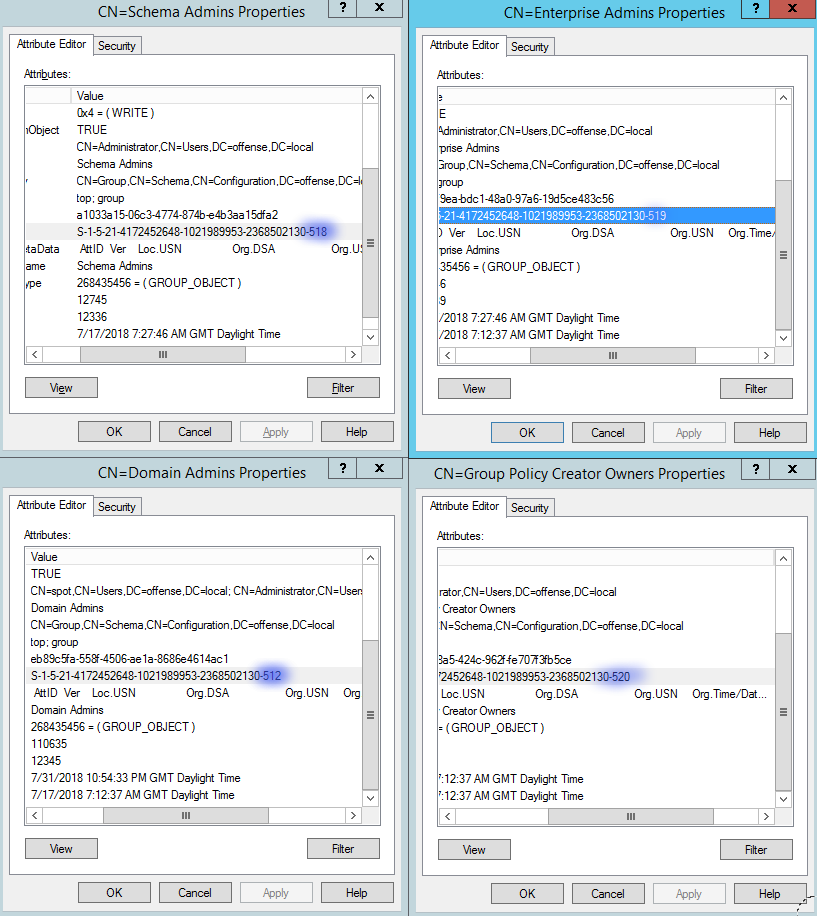 CN=Schema Admins Properties ? X
Attribute Editor Security
Attributes:
Value
0x4 = ( WRITE )
nObject TRUE
CN=Administrator,CN=Users,DC=offense,DC=local
Schema Admins
CN=Group,CN=Schema,CN=Configuration,DC=offense,DC=l
top; group
a1033a15-06c3-4774-874b-e4b3aa15dfa2
S-1-5-21-4172452648-1021989953-2368502130-518
taData AttID Ver Loc.USN Org.DSA Org.U
ame Schema Admins
ype 268435456 = ( GROUP_OBJECT )
12745
12336
7/17/2018 7:27:46 AM GMT Daylight Time
View Filter
OK Cancel Apply Help
CN=Enterprise Admins Properties ? X
Attribute Editor Security
Attributes:
e
E
Administrator,CN=Users,DC=offense,DC=local
rprise Admins
Group,CN=Schema,CN=Configuration,DC=offense,DC=local
group
9ea-bdc1-48a0-97a6-19d5ce483c56
-21-4172452648-1021989953-2368502130-519
D Ver Loc.USN Org.DSA Org.USN Org.Time/
rprise Admins
35456 = ( GROUP_OBJECT )
6
9
/2018 7:27:46 AM GMT Daylight Time
/2018 7:12:37 AM GMT Daylight Time
View Filter
OK Cancel Apply Help
CN=Domain Admins Properties ? X
Attribute Editor Security
Attributes:
Value
TRUE
CN=spot,CN=Users,DC=offense,DC=local; CN=Administrator,CN=Users
Domain Admins
CN=Group,CN=Schema,CN=Configuration,DC=offense,DC=local
top; group
eb89c5fa-558f-4506-ae1a-8686e4614ac1
S-1-5-21-4172452648-1021989953-2368502130-512
AttID Ver Loc.USN Org.DSA Org.USN Org
Domain Admins
268435456 = ( GROUP_OBJECT )
110635
12345
7/31/2018 10:54:33 PM GMT Daylight Time
7/17/2018 7:12:37 AM GMT Daylight Time
View Filter
OK Cancel Apply Help
CN=Group Policy Creator Owners Properties ? X
Attribute Editor Security
Attributes:
rator,CN=Users,DC=offense,DC=local
Creator Owners
CN=Schema,CN=Configuration,DC=offense,DC=local
3a5-424c-962f-fe707f3fb5ce
72452648-1021989953-2368502130-520
Loc.USN Org.DSA Org.USN Org.Time/Dat...
Creator Owners
= ( GROUP_OBJECT )
7:12:37 AM GMT Daylight Time
7:12:37 AM GMT Daylight Time
View Filter
OK Cancel Apply Help